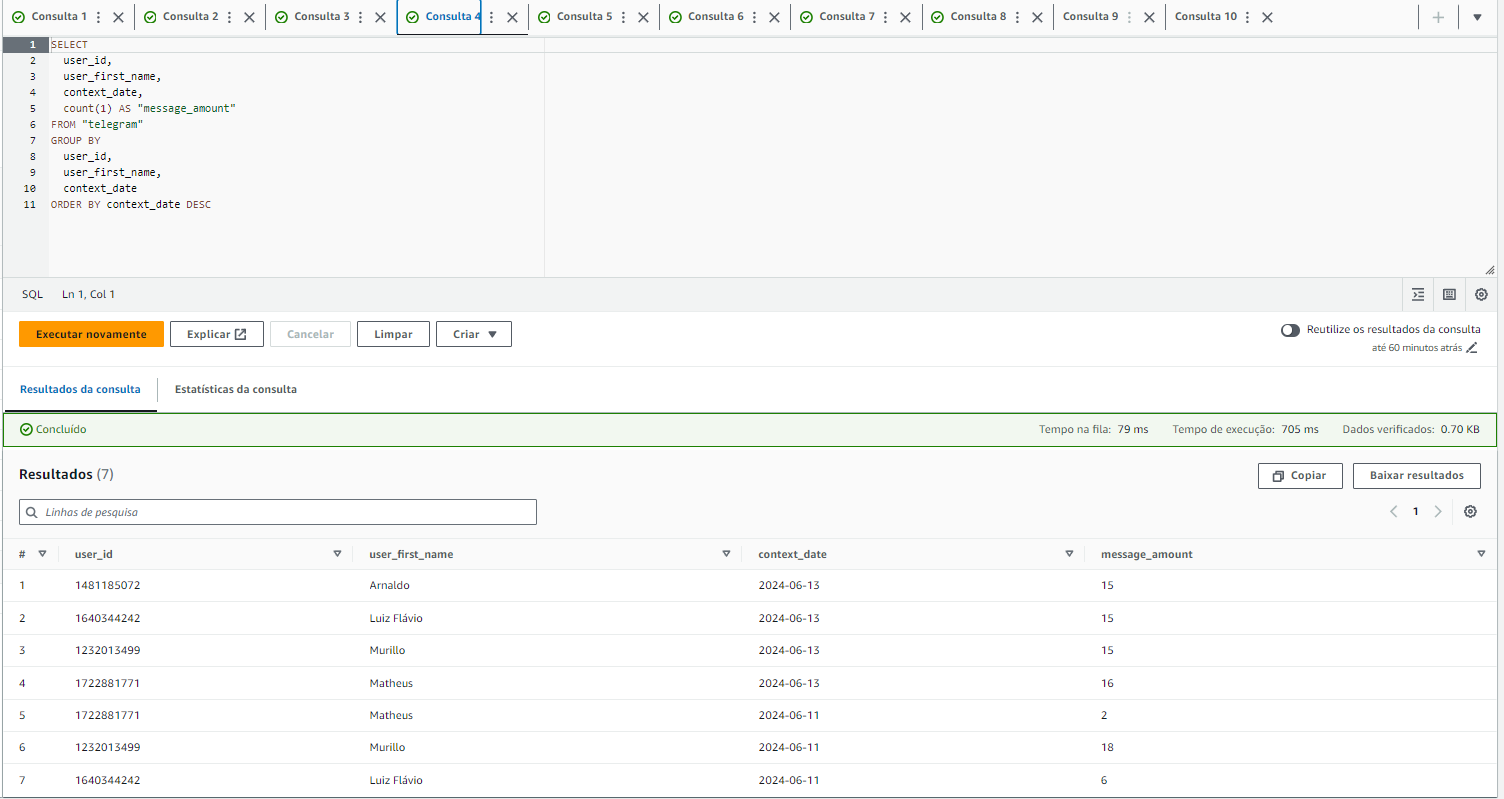 Consulta 1 Consulta 2 Consulta 3 Consulta 4 Consulta 5 Consulta 6 Consulta 7 Consulta 8 Consulta 9 Consulta 10
1 SELECT
2 user_id,
3 user_first_name,
4 context_date,
5 count(1) AS "message_amount"
6 FROM "telegram"
7 GROUP BY
8 user_id,
9 user_first_name,
10 context_date
11 ORDER BY context_date DESC
SQL Ln 1, Col 1
Executar novamente Explicar Cancelar Limpar Criar Reutilize os resultados da consulta
até 60 minutos atrás
Resultados da consulta Estatísticas da consulta
Concluído Tempo na fila: 79 ms Tempo de execução: 705 ms Dados verificados: 0.70 KB
Resultados (7) Copiar Baixar resultados
Linhas de pesquisa 1
# user_id user_first_name context_date message_amount
1 1481185072 Arnaldo 2024-06-13 15
2 1640344242 Luiz Flávio 2024-06-13 15
3 1232013499 Murillo 2024-06-13 15
4 1722881771 Matheus 2024-06-13 16
5 1722881771 Matheus 2024-06-11 2
6 1232013499 Murillo 2024-06-11 18
7 1640344242 Luiz Flávio 2024-06-11 6